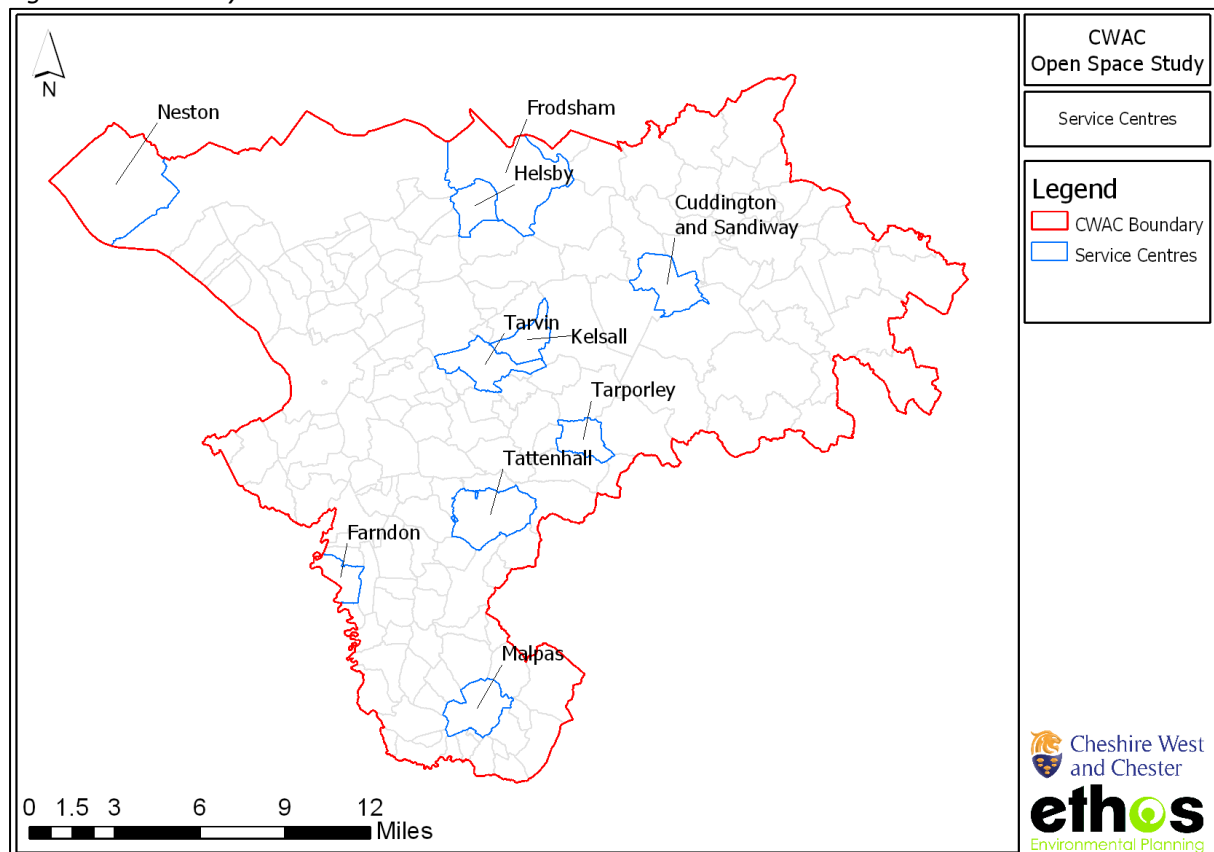 CWAC
Open Space Study
Service Centres
Legend
CWAC Boundary
Service Centres
N
Neston
Frodsham
Helsby
Cuddington
and Sandiway
Tarvin
Kelsall
Tarporley
Tattenhall
Farndon
Malpas
0 1.5 3 6 9 12
Miles
Cheshire West
and Chester
ethos
Environmental Planning